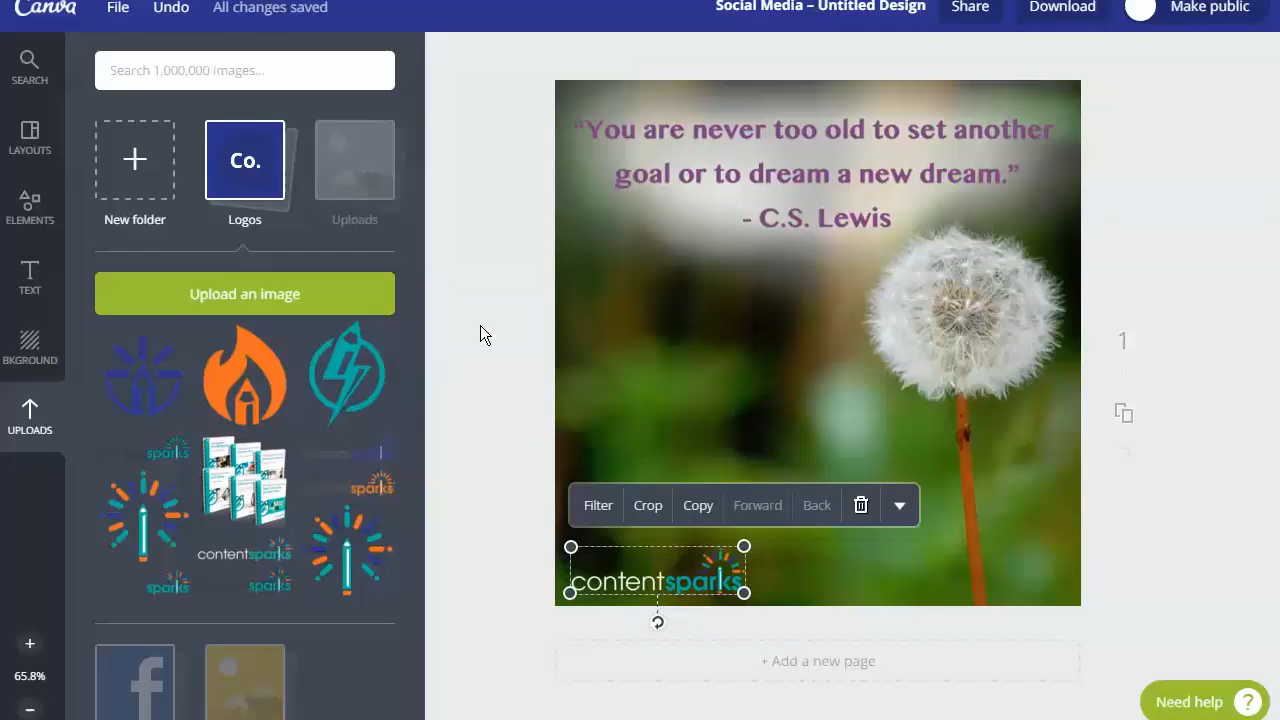 Canva File Undo All changes saved Social Media – Untitled Design Share Download Make public
SEARCH
LAYOUTS
ELEMENTS
TEXT
BKGROUND
UPLOADS
65.8%
Search 1,000,000 images...
Co.
New folder Logos Uploads
Upload an image
sparks
sparks
contentsparks
sparks sparks
“You are never too old to set another
goal or to dream a new dream.”
- C.S. Lewis
Filter Crop Copy Forward Back
contentsparks
1
+ Add a new page
Need help ?